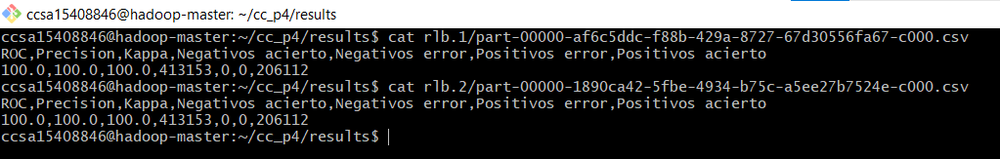 ccsa15408846@hadoop-master: ~/cc_p4/results
ccsa15408846@hadoop-master:~/cc_p4/results$ cat rlb.1/part-00000-af6c5ddc-f88b-429a-8727-67d30556fa67-c000.csv
ROC,Precision,Kappa,Negativos acierto,Negativos error,Positivos error,Positivos acierto
100.0,100.0,100.0,413153,0,0,206112
ccsa15408846@hadoop-master:~/cc_p4/results$ cat rlb.2/part-00000-1890ca42-5fbe-4934-b75c-a5ee27b7524e-c000.csv
ROC,Precision,Kappa,Negativos acierto,Negativos error,Positivos error,Positivos acierto
100.0,100.0,100.0,413153,0,0,206112
ccsa15408846@hadoop-master:~/cc_p4/results$